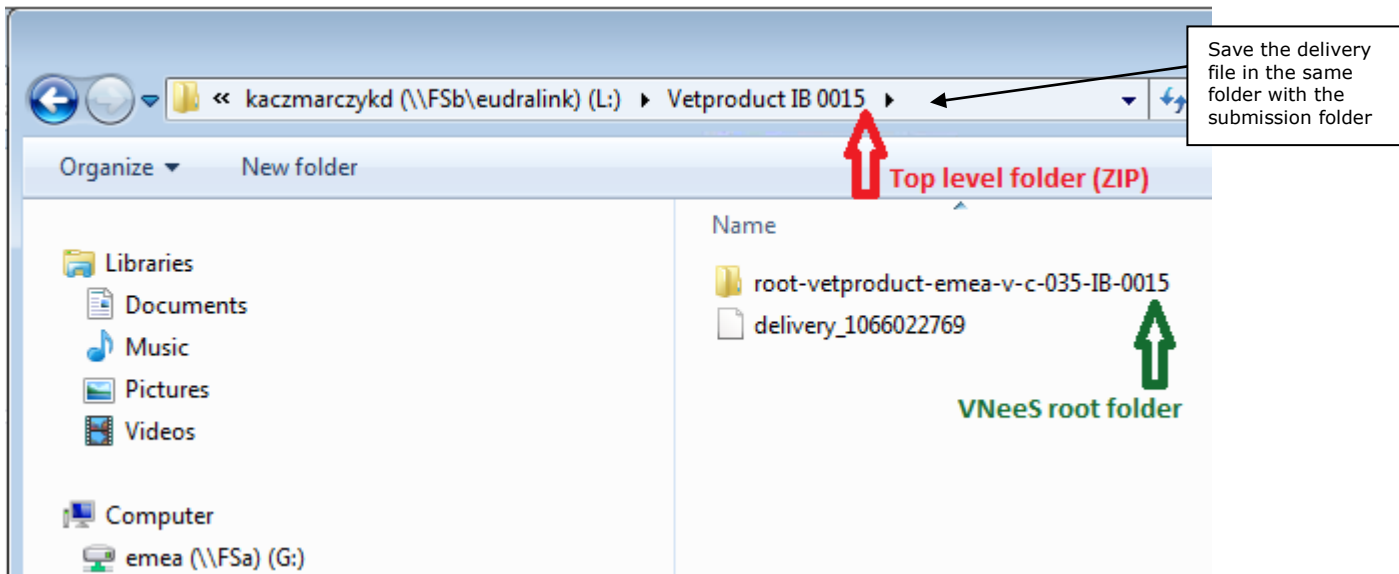 Save the delivery
file in the same
folder with the
submission folder
« kaczmarczykd (\\FSb\eudralink) (L:) ▸ Vetproduct IB 0015 ▸
Organize ▾ New folder
Top level folder (ZIP)
Name
Libraries
Documents
Music
Pictures
Videos
Computer
emea (\\FSa) (G:)
root-vetproduct-emea-v-c-035-IB-0015
delivery_1066022769
VNeeS root folder